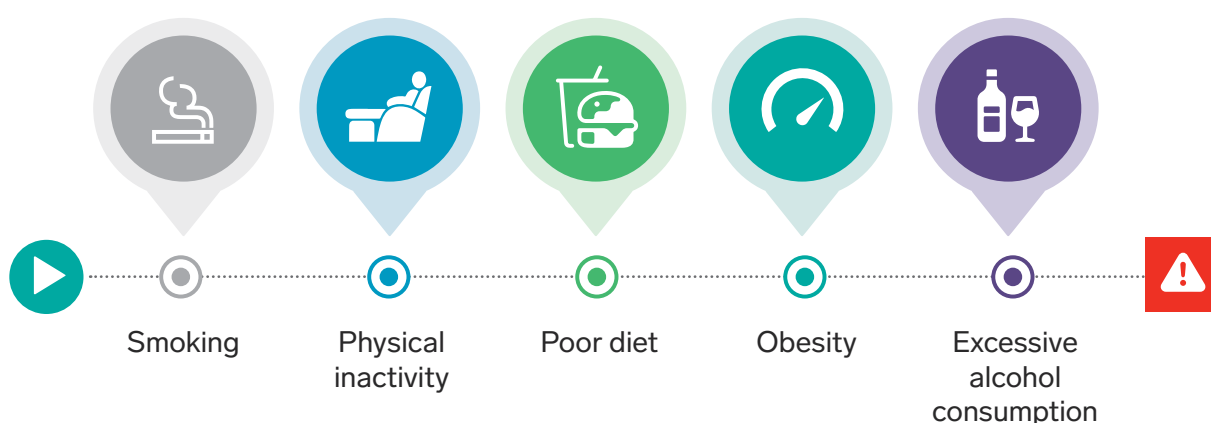 Smoking
Physical
inactivity
Poor diet
Obesity
Excessive
alcohol
consumption